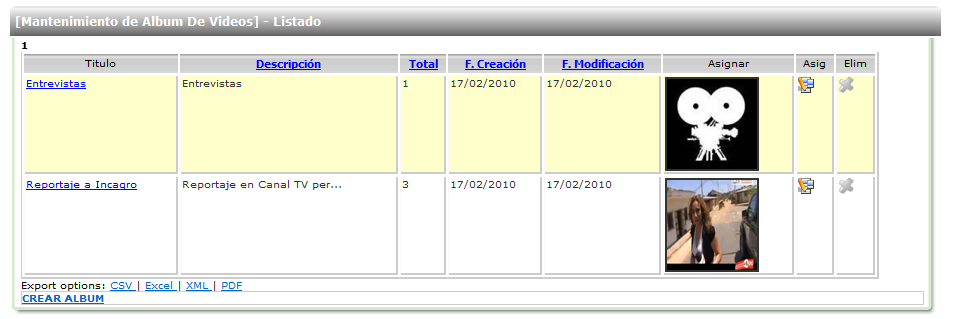 [Mantenimiento de Album De Videos] - Listado
1
Titulo Descripción Total F. Creación F. Modificación Asignar Asig Elim
Entrevistas Entrevistas 1 17/02/2010 17/02/2010
Reportaje a Incagro Reportaje en Canal TV per... 3 17/02/2010 17/02/2010
Export options: CSV | Excel | XML | PDF
CREAR ALBUM